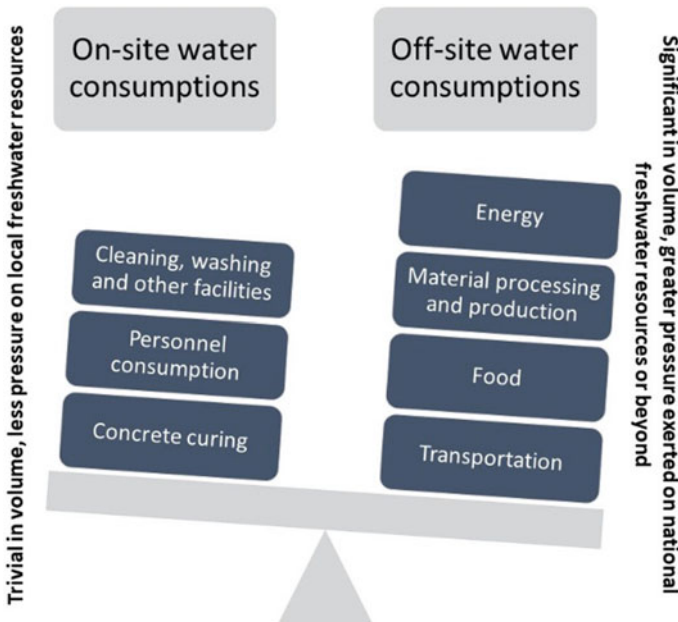 Trivial in volume, less pressure on local freshwater resources
On-site water
consumptions
Cleaning, washing
and other facilities
Personnel
consumption
Concrete curing
Off-site water
consumptions
Energy
Material processing
and production
Food
Transportation
Significant in volume, greater pressure exerted on national
freshwater resources or beyond